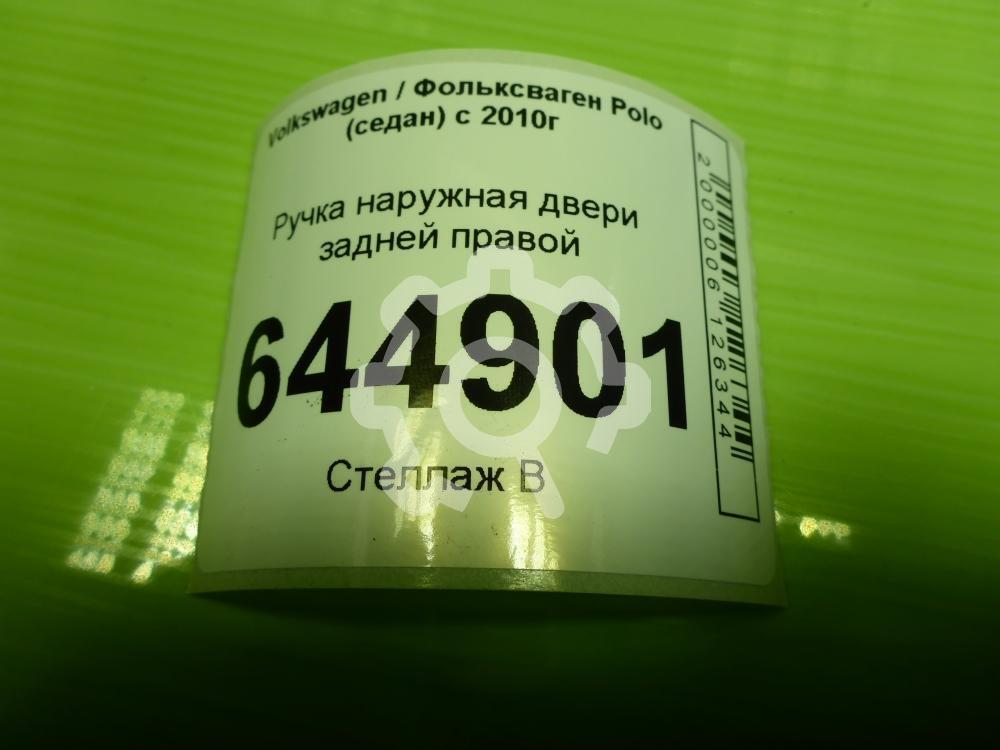 Volkswagen / Фольксваген Polo
(седан) с 2010г
Ручка наружная двери
задней правой
644901
Стеллаж В
2000006126344